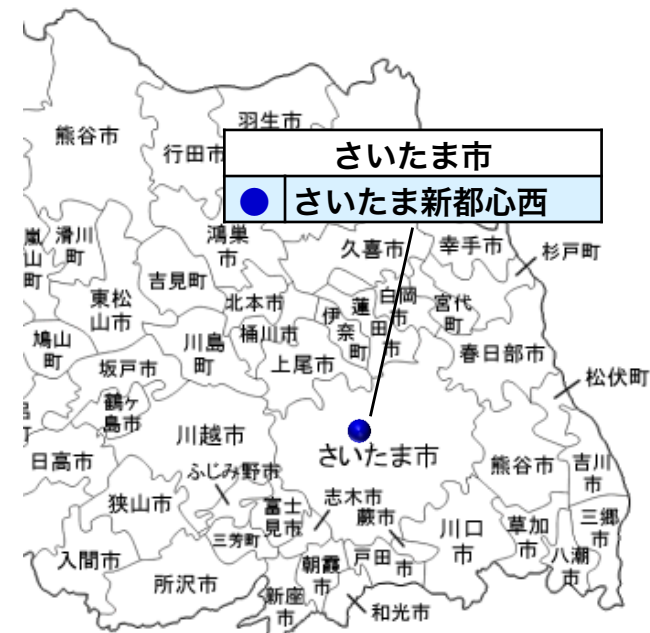 熊谷市
行田市
羽生市
さいたま市
さいたま新都心西
嵐山町
滑川町
鴻巣市
久喜市
幸手市
杉戸町
吉見町
東松山市
北本市
伊奈町
蓮田市
白岡市
宮代町
鳩山町
川島町
桶川市
上尾市
春日部市
坂戸市
松伏町
鶴ヶ島市
川越市
さいたま市
熊谷市
吉川市
日高市
ふじみ野市
狭山市
富士見市
志木市
蕨市
川口市
草加市
三郷市
三芳町
入間市
所沢市
朝霞市
戸田市
八潮市
新座市
和光市